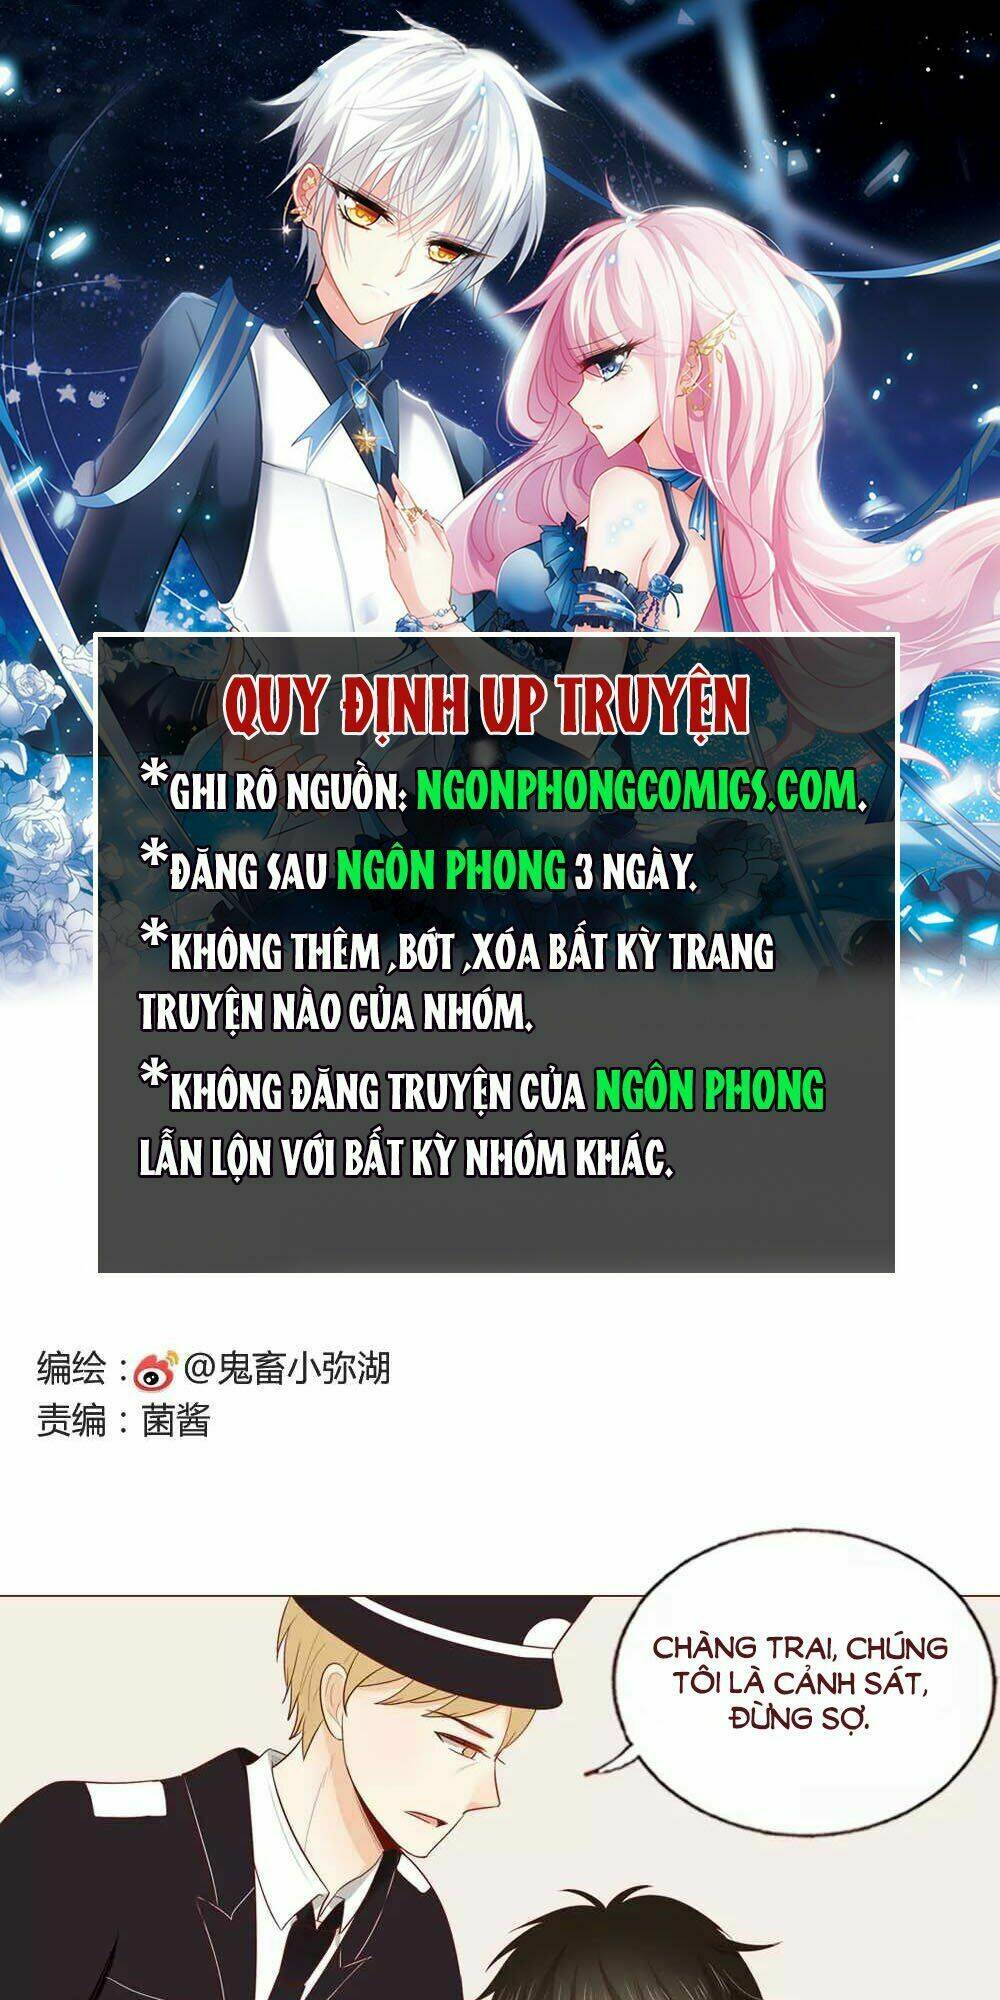 QUY ĐỊNH UP TRUYỆN
*GHI RÕ NGUỒN: NGONPHONGCOMICS.COM.
*ĐĂNG SAU NGÔN PHONG 3 NGÀY.
*KHÔNG THÊM ,BỚT ,XÓA BẤT KỲ TRANG
TRUYỆN NÀO CỦA NHÓM.
*KHÔNG ĐĂNG TRUYỆN CỦA NGÔN PHONG
LẪN LỘN VỚI BẤT KỲ NHÓM KHÁC.
编绘：@鬼畜小弥湖
责编：菌酱
CHÀNG TRAI, CHÚNG
TÔI LÀ CẢNH SÁT,
ĐỪNG SỢ.